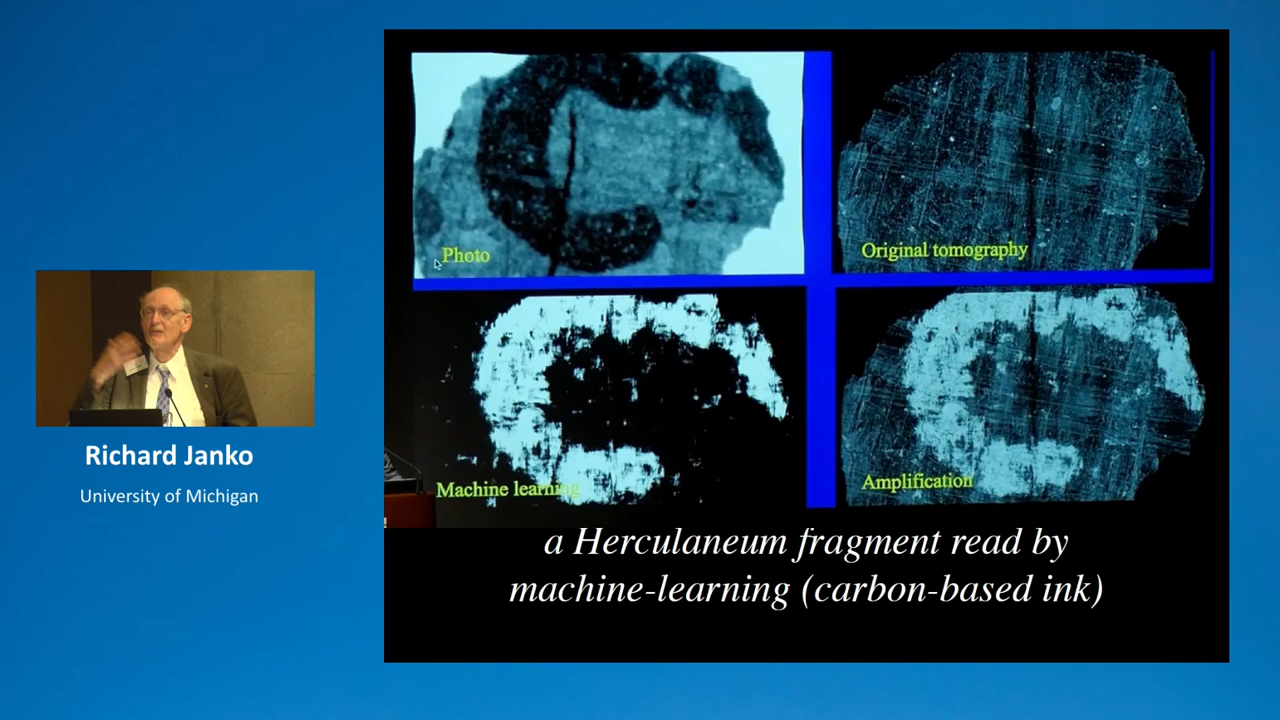 Photo
Original tomography
Machine learning
Amplification
a Herculaneum fragment read by
machine-learning (carbon-based ink)
Richard Janko
University of Michigan